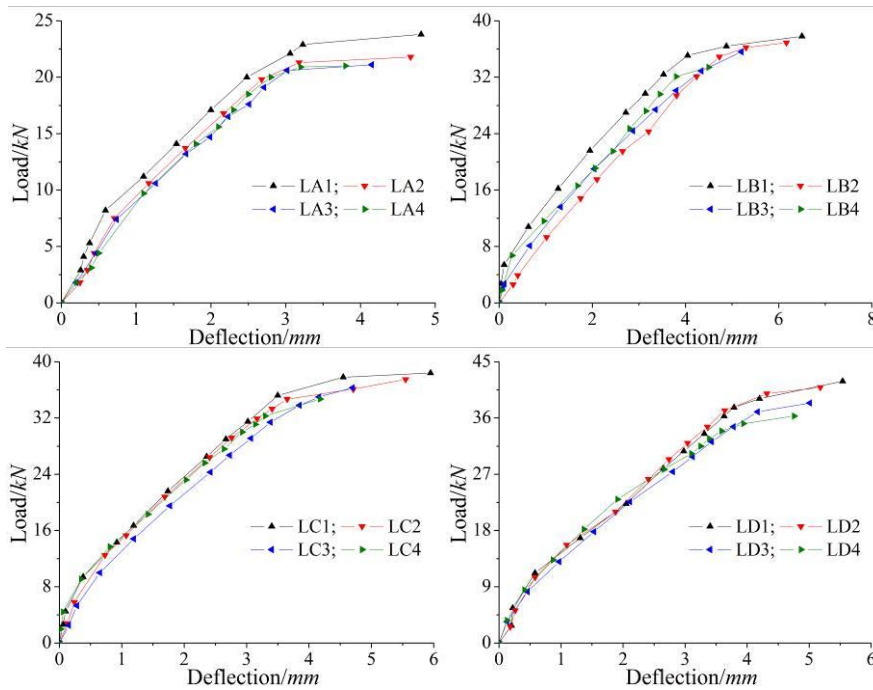 25
20
15
10
5
0
Load/kN
LA1; LA2
LA3; LA4
0 1 2 3 4 5
Deflection/mm
40
32
24
16
8
0
Load/kN
LB1; LB2
LB3; LB4
0 2 4 6 8
Deflection/mm
40
32
24
16
8
0
Load/kN
LC1; LC2
LC3; LC4
0 1 2 3 4 5 6
Deflection/mm
45
36
27
18
9
0
Load/kN
LD1; LD2
LD3; LD4
0 1 2 3 4 5 6
Deflection/mm